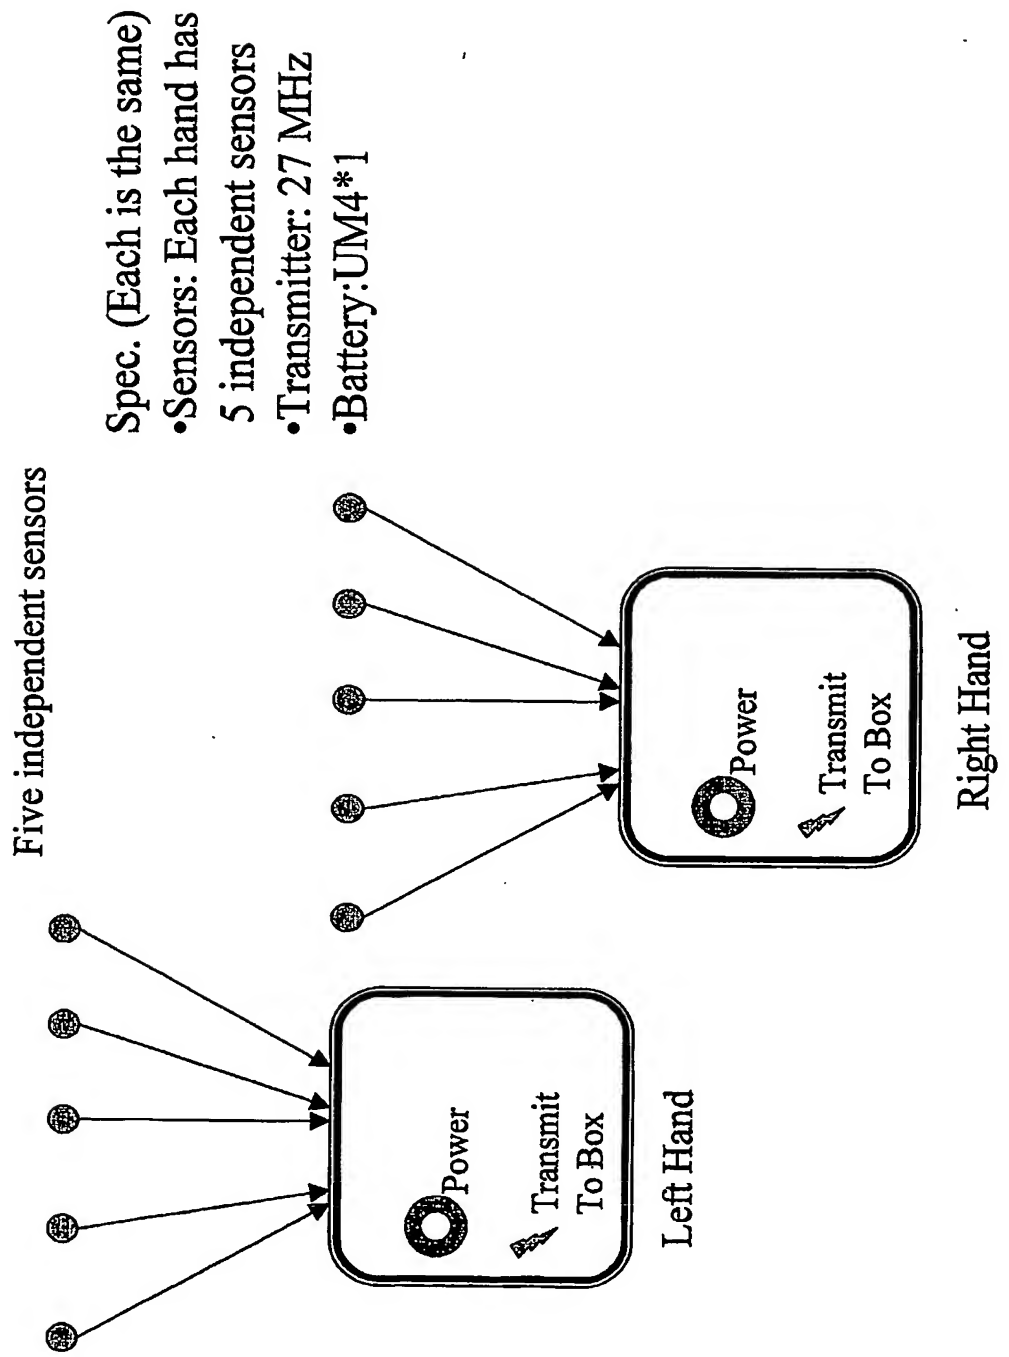 Five independent sensors
Spec. (Each is the same)
•Sensors: Each hand has
5 independent sensors
•Transmitter: 27 MHz
•Battery:UM4*1
Power
Transmit
To Box
Left Hand
Power
Transmit
To Box
Right Hand